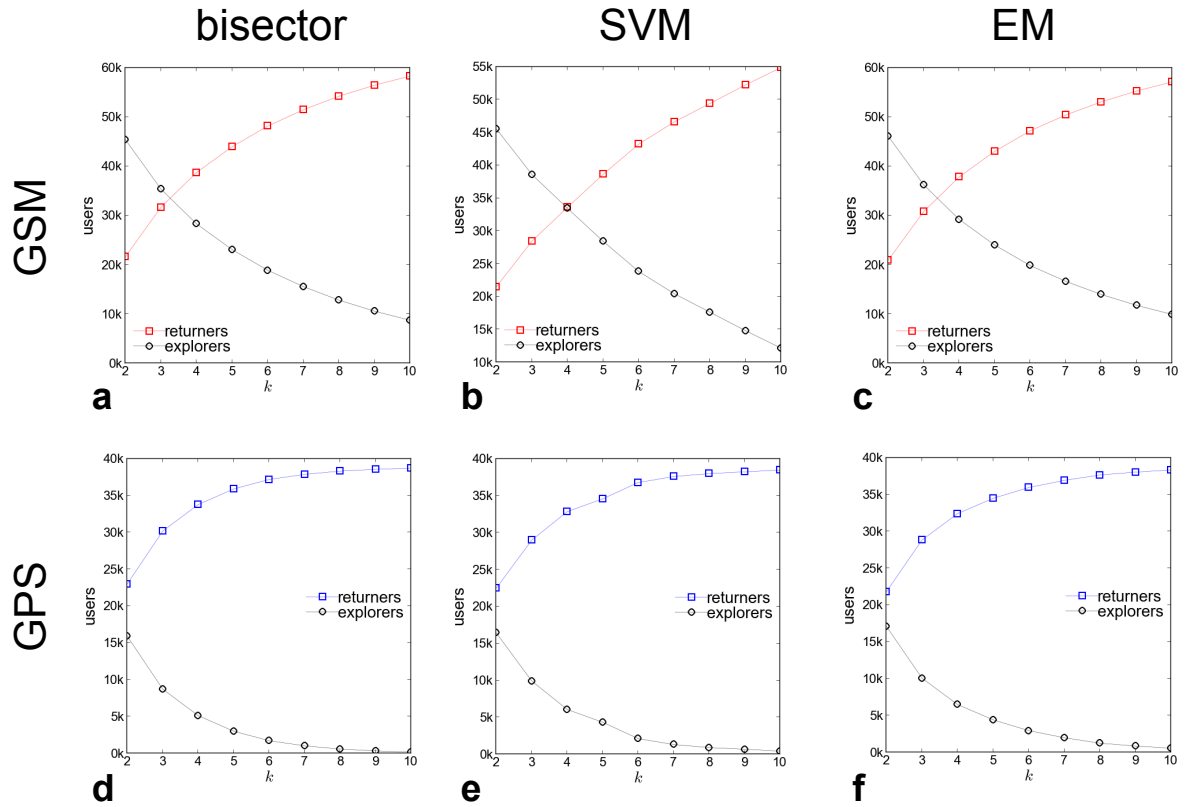 bisector
SVM
EM
GSM
GPS
60k
50k
40k
30k
20k
10k
0k
users
returners
explorers
2 3 4 5 6 7 8 9 10
k
a
55k
50k
45k
40k
35k
30k
25k
20k
15k
10k
users
returners
explorers
2 3 4 5 6 7 8 9 10
k
b
60k
50k
40k
30k
20k
10k
0k
users
returners
explorers
2 3 4 5 6 7 8 9 10
k
c
40k
35k
30k
25k
20k
15k
10k
5k
0k
users
returners
explorers
2 3 4 5 6 7 8 9 10
k
d
40k
35k
30k
25k
20k
15k
10k
5k
0k
users
returners
explorers
2 3 4 5 6 7 8 9 10
k
e
40k
35k
30k
25k
20k
15k
10k
5k
0k
users
returners
explorers
2 3 4 5 6 7 8 9 10
k
f